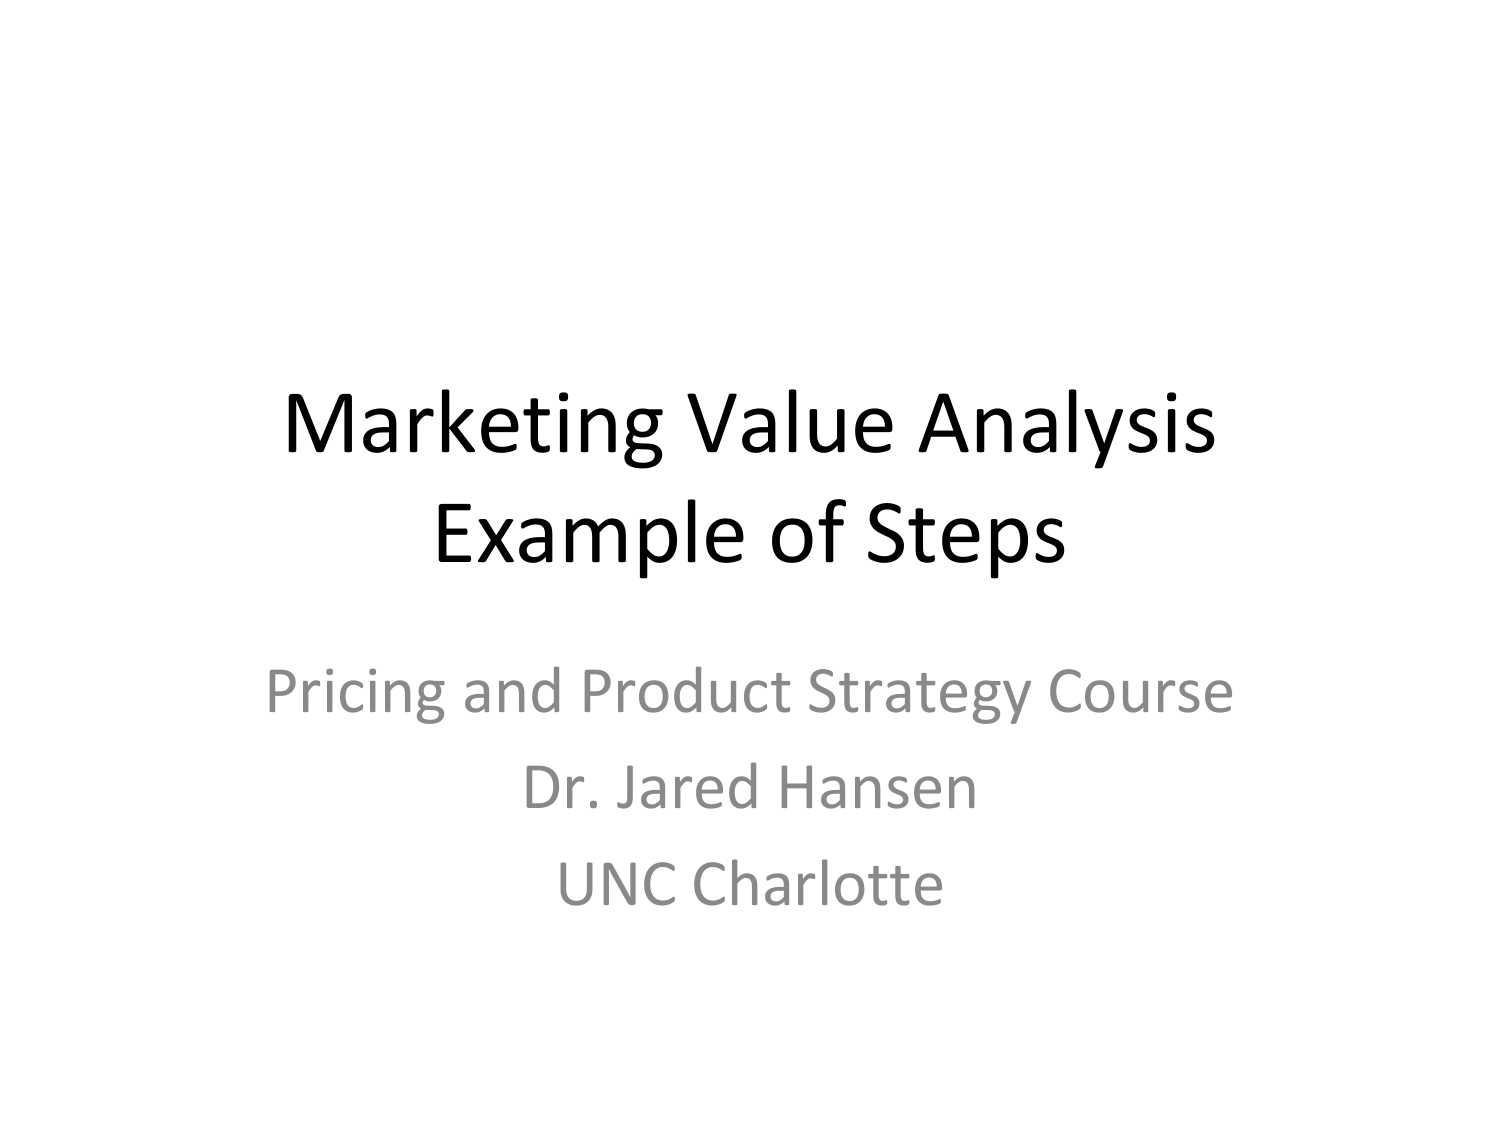 Marketing Value Analysis
Example of Steps
Pricing and Product Strategy Course
Dr. Jared Hansen
UNC Charlotte